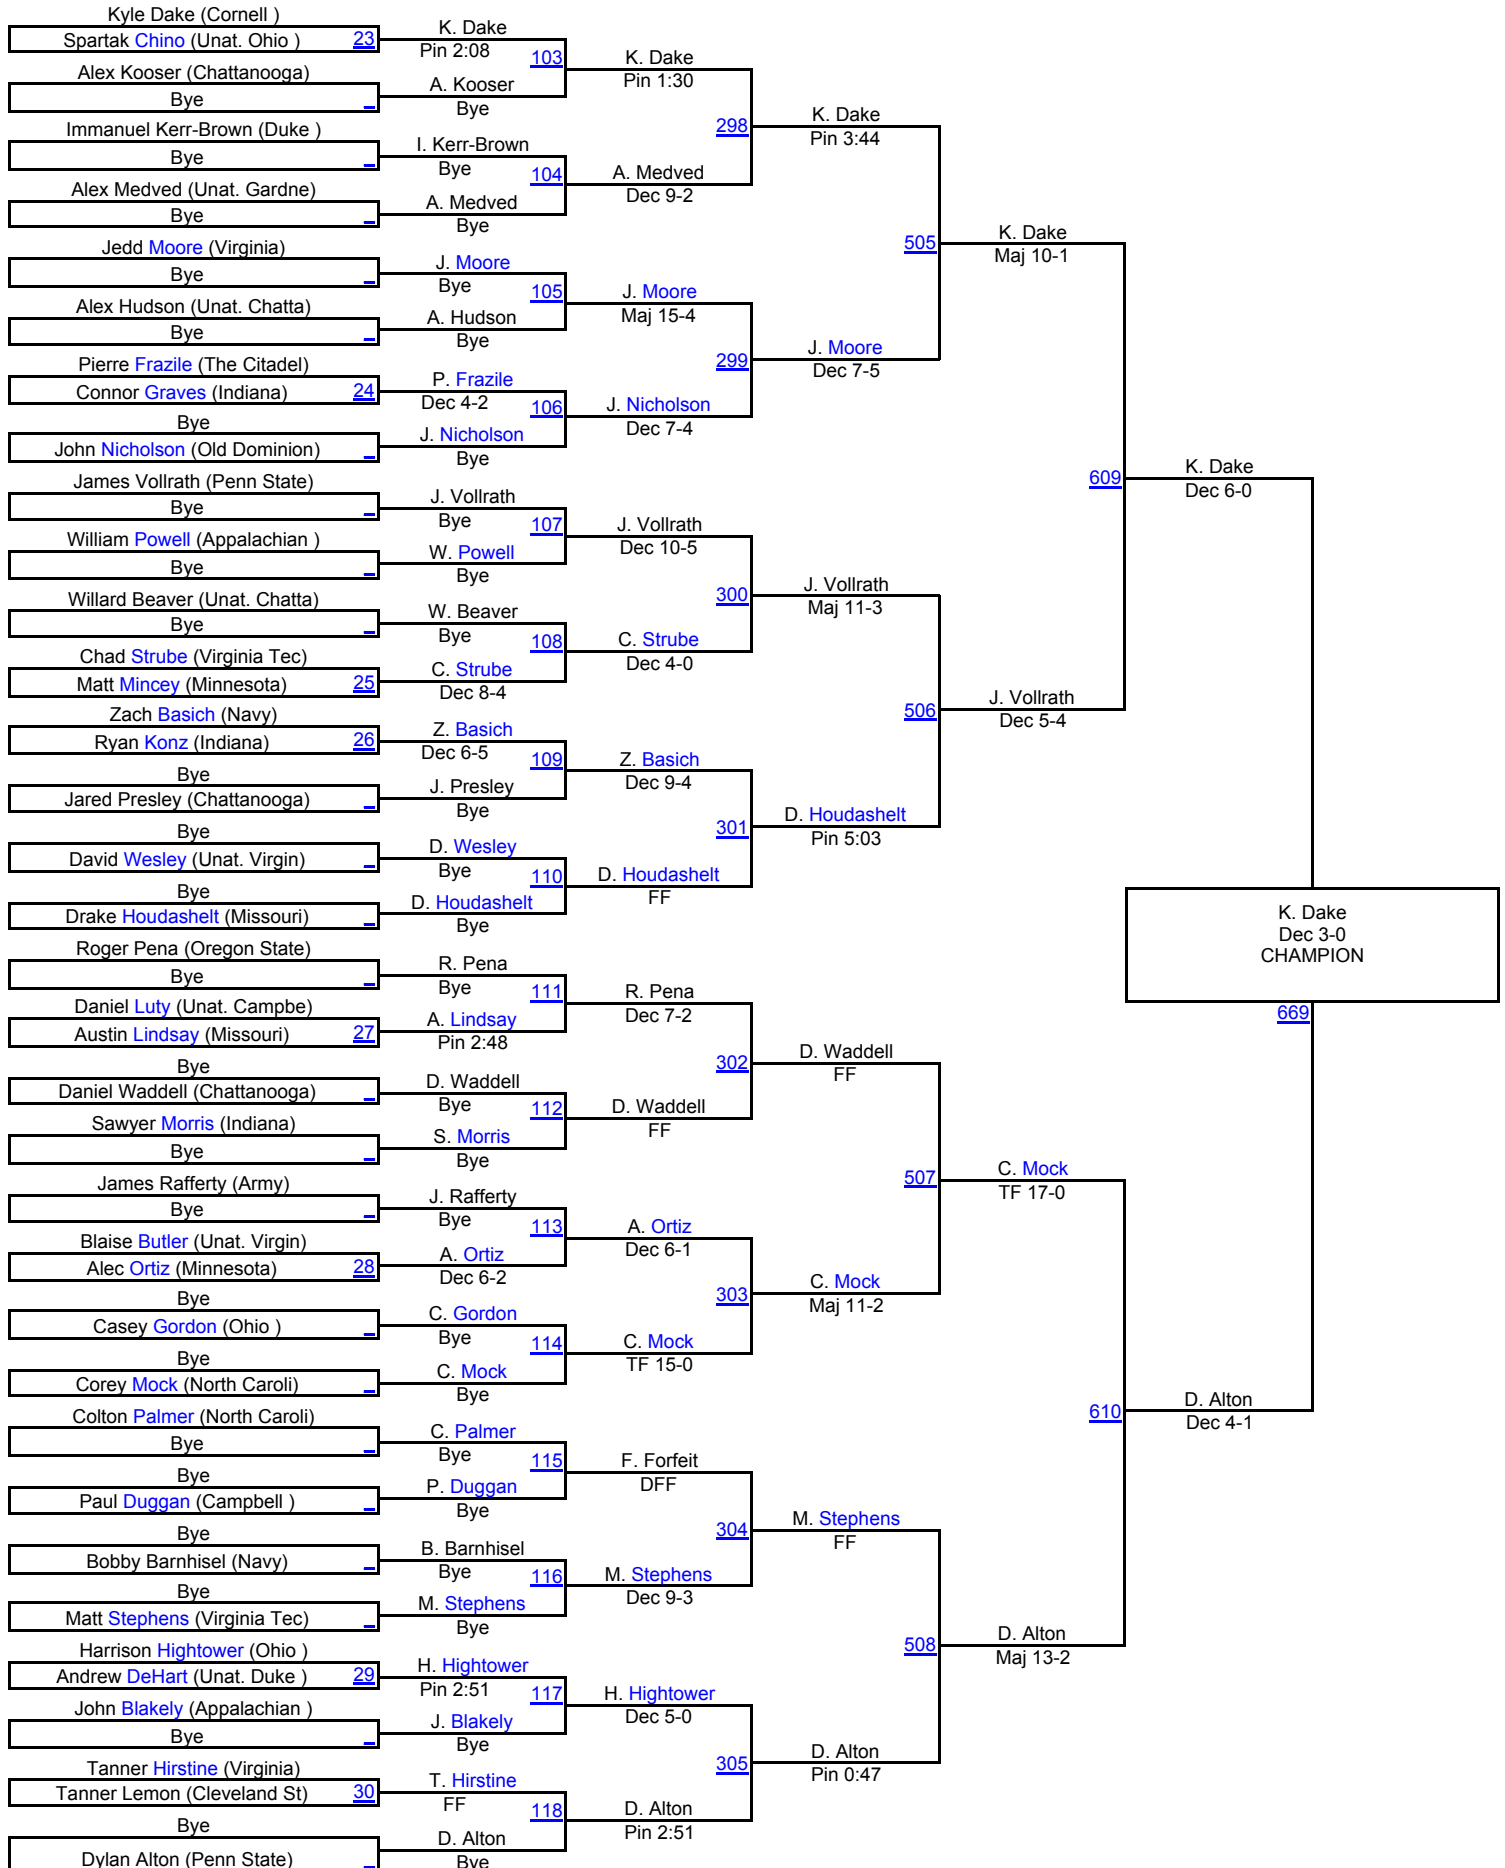 Kyle Dake (Cornell )
Spartak Chino (Unat. Ohio ) 23
Alex Kooser (Chattanooga)
Bye
Immanuel Kerr-Brown (Duke )
Bye
Alex Medved (Unat. Gardne)
Bye
Jedd Moore (Virginia)
Bye
Alex Hudson (Unat. Chatta)
Bye
Pierre Frazile (The Citadel)
Connor Graves (Indiana) 24
Bye
John Nicholson (Old Dominion)
James Vollrath (Penn State)
Bye
William Powell (Appalachian )
Bye
Willard Beaver (Unat. Chatta)
Bye
Chad Strube (Virginia Tec)
Matt Mincey (Minnesota) 25
Zach Basich (Navy)
Ryan Konz (Indiana) 26
Bye
Jared Presley (Chattanooga)
Bye
David Wesley (Unat. Virgin)
Bye
Drake Houdashelt (Missouri)
Roger Pena (Oregon State)
Bye
Daniel Luty (Unat. Campbe)
Austin Lindsay (Missouri) 27
Bye
Daniel Waddell (Chattanooga)
Sawyer Morris (Indiana)
Bye
James Rafferty (Army)
Bye
Blaise Butler (Unat. Virgin)
Alec Ortiz (Minnesota) 28
Bye
Casey Gordon (Ohio )
Bye
Corey Mock (North Caroli)
Colton Palmer (North Caroli)
Bye
Bye
Paul Duggan (Campbell )
Bye
Bobby Barnhisel (Navy)
Bye
Matt Stephens (Virginia Tec)
Harrison Hightower (Ohio )
Andrew DeHart (Unat. Duke ) 29
John Blakely (Appalachian )
Bye
Tanner Hirstine (Virginia)
Tanner Lemon (Cleveland St) 30
Bye
Dylan Alton (Penn State)
K. Dake
Pin 2:08
103
A. Kooser
Bye
I. Kerr-Brown
Bye
104
A. Medved
Bye
J. Moore
Bye
105
A. Hudson
Bye
P. Frazile
Dec 4-2
106
J. Nicholson
Bye
J. Vollrath
Bye
107
W. Powell
Bye
W. Beaver
Bye
108
C. Strube
Dec 8-4
Z. Basich
Dec 6-5
109
J. Presley
Bye
D. Wesley
Bye
110
D. Houdashelt
Bye
R. Pena
Bye
111
A. Lindsay
Pin 2:48
D. Waddell
Bye
112
S. Morris
Bye
J. Rafferty
Bye
113
A. Ortiz
Dec 6-2
C. Gordon
Bye
114
C. Mock
Bye
C. Palmer
Bye
115
P. Duggan
Bye
B. Barnhisel
Bye
116
M. Stephens
Bye
H. Hightower
Pin 2:51
117
J. Blakely
Bye
T. Hirstine
FF
118
D. Alton
Bye
K. Dake
Pin 1:30
298
A. Medved
Dec 9-2
J. Moore
Maj 15-4
299
J. Nicholson
Dec 7-4
J. Vollrath
Dec 10-5
300
C. Strube
Dec 4-0
Z. Basich
Dec 9-4
301
D. Houdashelt
FF
R. Pena
Dec 7-2
302
D. Waddell
FF
A. Ortiz
Dec 6-1
303
C. Mock
TF 15-0
F. Forfeit
DFF
304
M. Stephens
Dec 9-3
H. Hightower
Dec 5-0
305
D. Alton
Pin 2:51
K. Dake
Pin 3:44
505
J. Moore
Dec 7-5
J. Vollrath
Maj 11-3
506
D. Houdashelt
Pin 5:03
D. Waddell
FF
507
C. Mock
Maj 11-2
M. Stephens
FF
508
D. Alton
Pin 0:47
K. Dake
Maj 10-1
609
J. Vollrath
Dec 5-4
C. Mock
TF 17-0
610
D. Alton
Maj 13-2
K. Dake
Dec 6-0
D. Alton
Dec 4-1
K. Dake
Dec 3-0
CHAMPION
669